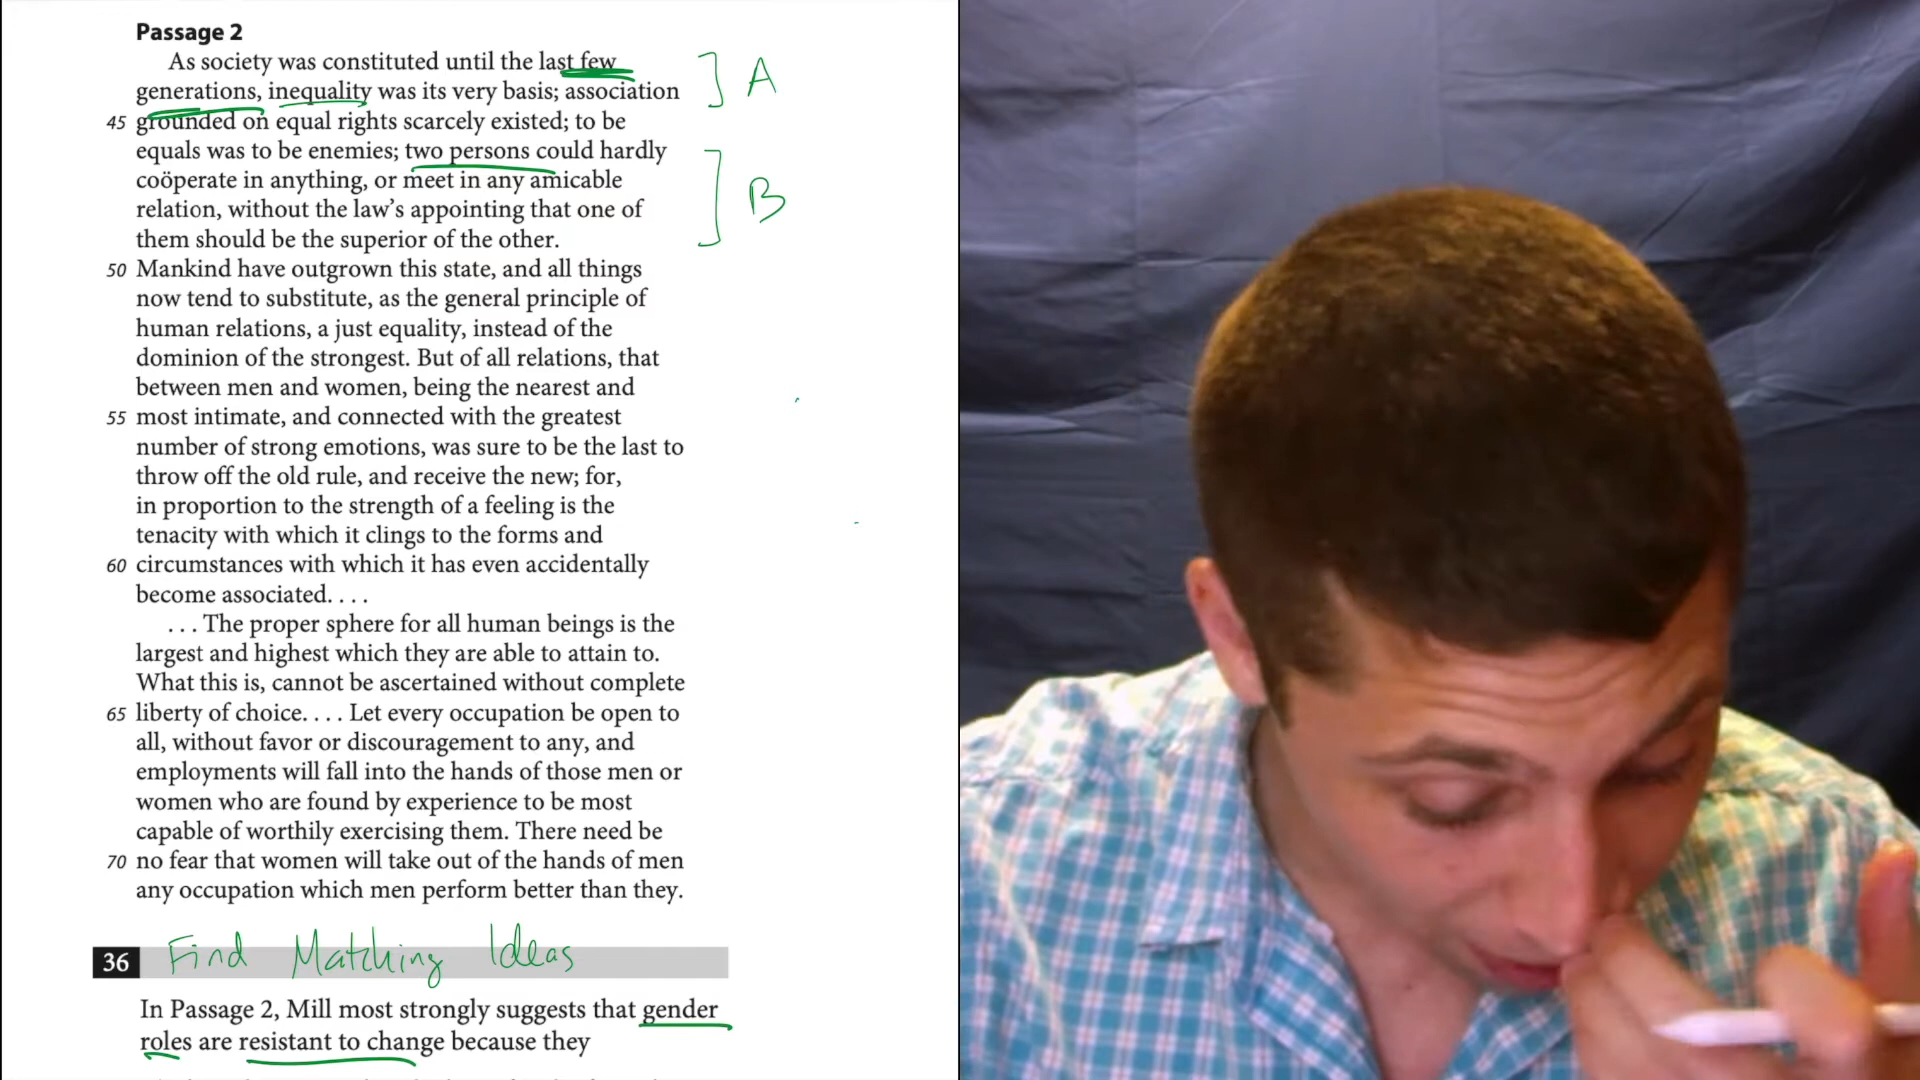 Passage 2
As society was constituted until the last few
generations, inequality was its very basis; association
45 grounded on equal rights scarcely existed; to be
equals was to be enemies; two persons could hardly
coöperate in anything, or meet in any amicable
relation, without the law's appointing that one of
them should be the superior of the other.
50 Mankind have outgrown this state, and all things
now tend to substitute, as the general principle of
human relations, a just equality, instead of the
dominion of the strongest. But of all relations, that
between men and women, being the nearest and
55 most intimate, and connected with the greatest
number of strong emotions, was sure to be the last to
throw off the old rule, and receive the new; for,
in proportion to the strength of a feeling is the
tenacity with which it clings to the forms and
60 circumstances with which it has even accidentally
become associated. . . .
. . . The proper sphere for all human beings is the
largest and highest which they are able to attain to.
What this is, cannot be ascertained without complete
65 liberty of choice. . . . Let every occupation be open to
all, without favor or discouragement to any, and
employments will fall into the hands of those men or
women who are found by experience to be most
capable of worthily exercising them. There need be
70 no fear that women will take out of the hands of men
any occupation which men perform better than they.
A
B
36 Find Matching Ideas
In Passage 2, Mill most strongly suggests that gender
roles are resistant to change because they